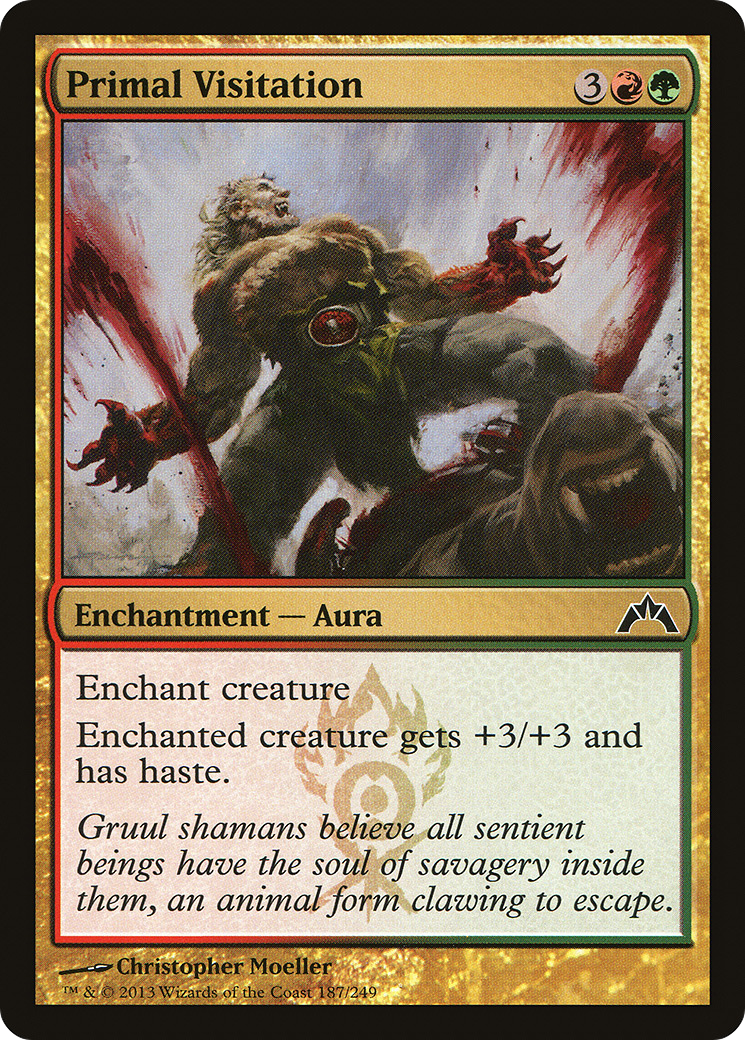 Primal Visitation 3
Enchantment — Aura
Enchant creature
Enchanted creature gets +3/+3 and
has haste.
Gruul shamans believe all sentient
beings have the soul of savagery inside
them, an animal form clawing to escape.
Christopher Moeller
™ & © 2013 Wizards of the Coast 187/249